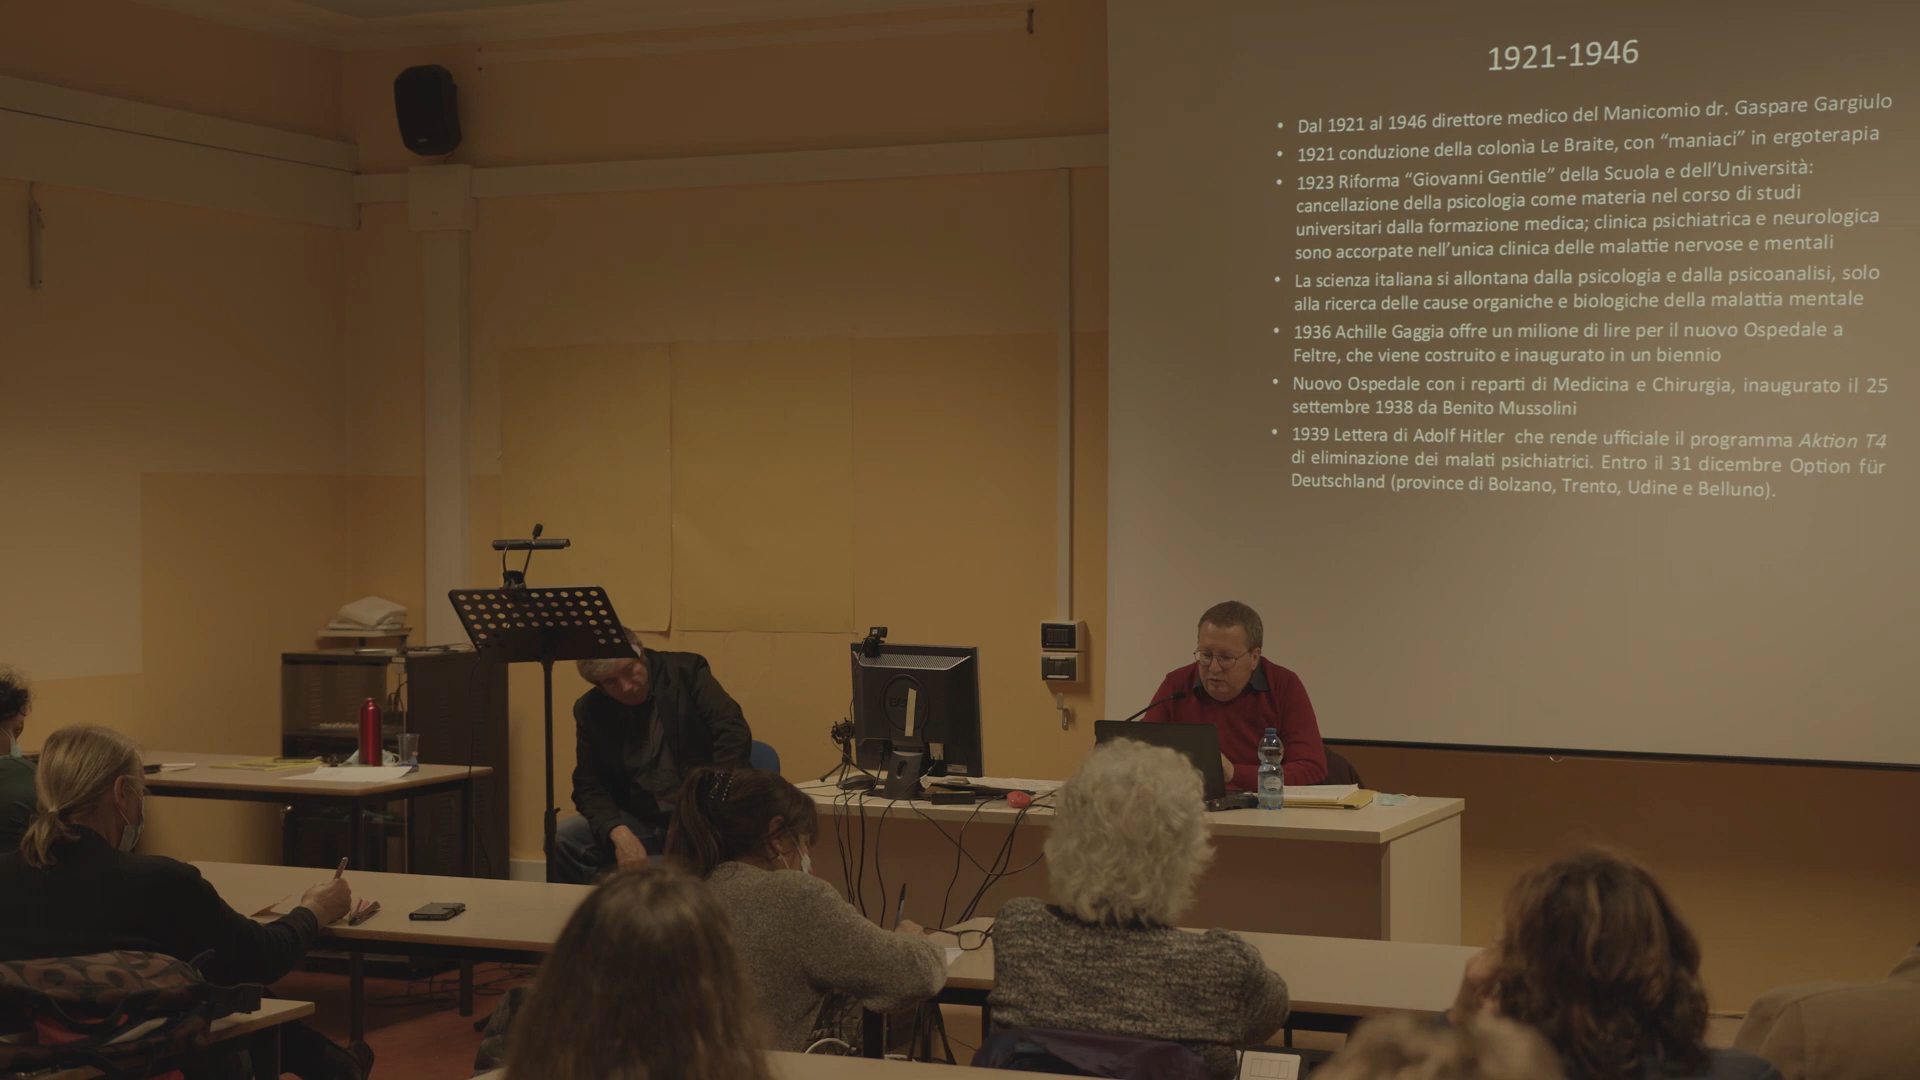 1921-1946
• Dal 1921 al 1946 direttore medico del Manicomio dr. Gaspare Gargiulo
• 1921 conduzione della colonia Le Braite, con “maniaci” in ergoterapia
• 1923 Riforma “Giovanni Gentile” della Scuola e dell’Università:
cancellazione della psicologia come materia nel corso di studi
universitari dalla formazione medica; clinica psichiatrica e neurologica
sono accorpate nell’unica clinica delle malattie nervose e mentali
• La scienza italiana si allontana dalla psicologia e dalla psicoanalisi, solo
alla ricerca delle cause organiche e biologiche della malattia mentale
• 1936 Achille Gaggia offre un milione di lire per il nuovo Ospedale a
Feltre, che viene costruito e inaugurato in un biennio
• Nuovo Ospedale con i reparti di Medicina e Chirurgia, inaugurato il 25
settembre 1938 da Benito Mussolini
• 1939 Lettera di Adolf Hitler che rende ufficiale il programma Aktion T4
di eliminazione dei malati psichiatrici. Entro il 31 dicembre Option für
Deutschland (province di Bolzano, Trento, Udine e Belluno).